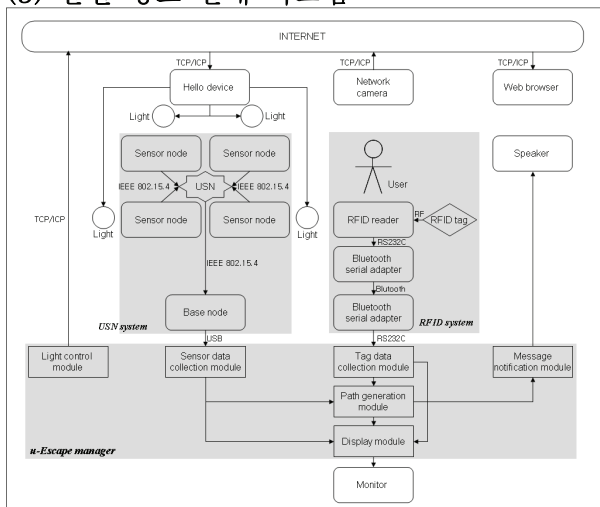 INTERNET
TCP/ICP
TCP/ICP
TCP/ICP
Hello device
Network
camera
Web browser
Light
Light
Sensor node
Sensor node
Speaker
IEEE 802.15.4
USN
IEEE 802.15.4
User
TCP/ICP
Sensor node
Sensor node
Light
Light
RFID reader
RF
RFID tag
RS232C
IEEE 802.15.4
Bluetooth
serial adapter
Blutooth
Base node
Bluetooth
serial adapter
USN system
RFID system
USB
RS232C
Light control
module
Sensor data
collection module
Tag data
collection module
Message
notification module
Path generation
module
Display module
u-Escape manager
Monitor